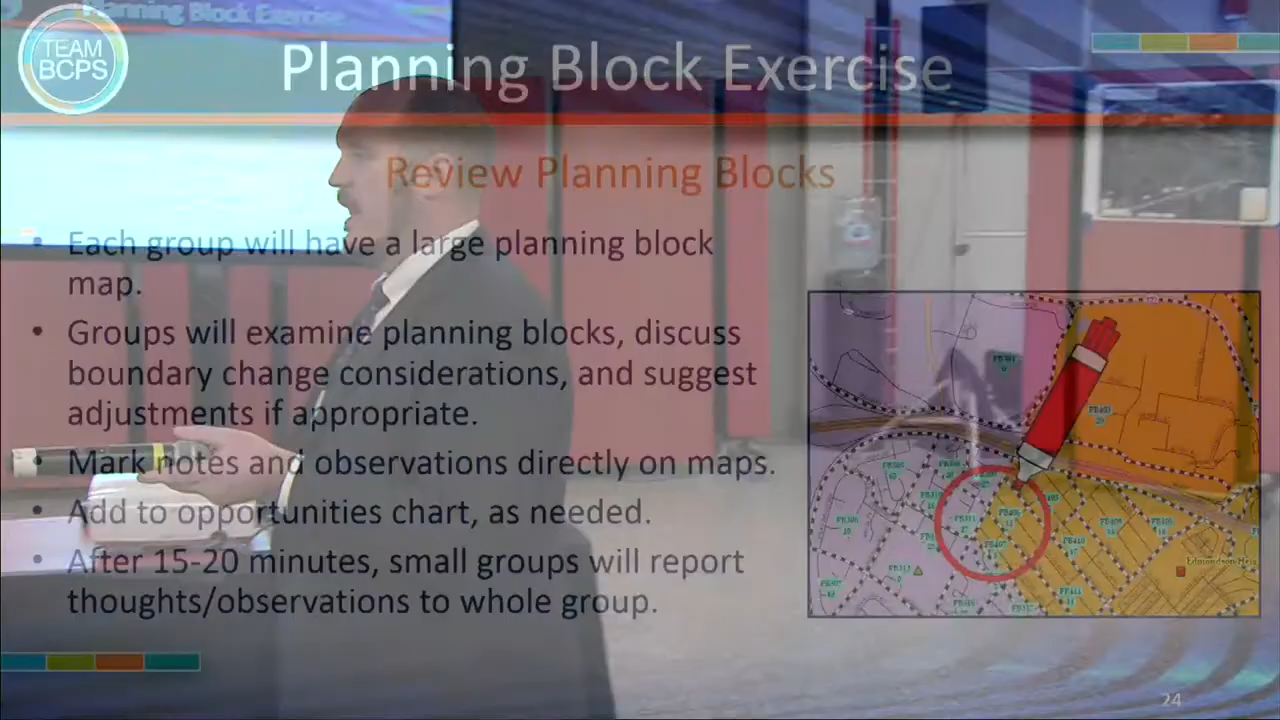 Planning Block Exercise
TEAM
BCPS
Planning Block Exercise
Review Planning Blocks
• Each group will have a large planning block
map.
• Groups will examine planning blocks, discuss
boundary change considerations, and suggest
adjustments if appropriate.
• Mark notes and observations directly on maps.
• Add to opportunities chart, as needed.
• After 15-20 minutes, small groups will report
thoughts/observations to whole group.
24